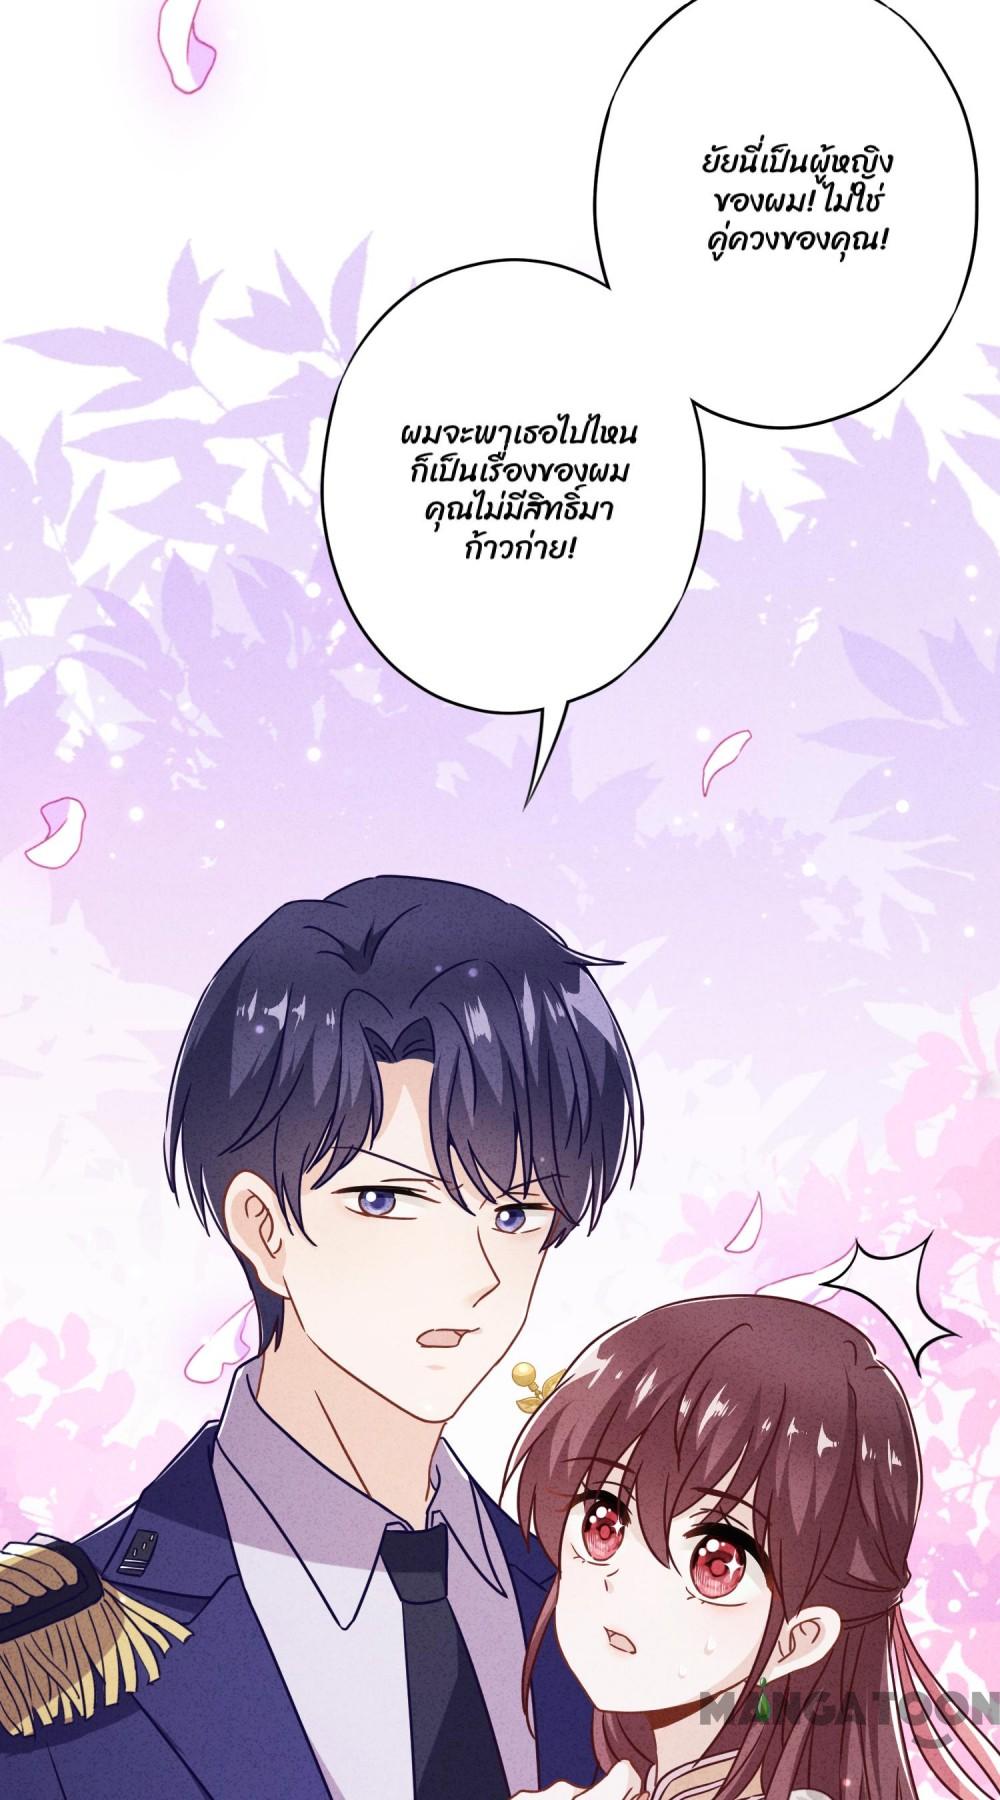 ยัยนี่เป็นผู้หญิง
ของผม! ไม่ใช่
คู่ควงของคุณ!
ผมจะพาเธอไปไหน
ก็เป็นเรื่องของผม
คุณไม่มีสิทธิ์มา
ก้าวก่าย!
MANGATOON